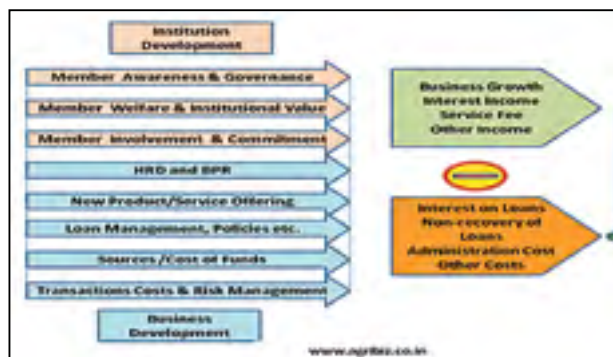 Institution
Development
Member Awareness & Governance
Member Welfare & Institutional Value
Member Involvement & Commitment
HRD and BPR
New Product/Service Offering
Loan Management, Policies etc.
Sources /Cost of Funds
Transactions Costs & Risk Management
Business
Development
Business Growth
Interest Income
Service Fee
Other Income
Interest on Loans
Non-recovery of
Loans
Administration Cost
Other Costs
www.agribiz.co.in